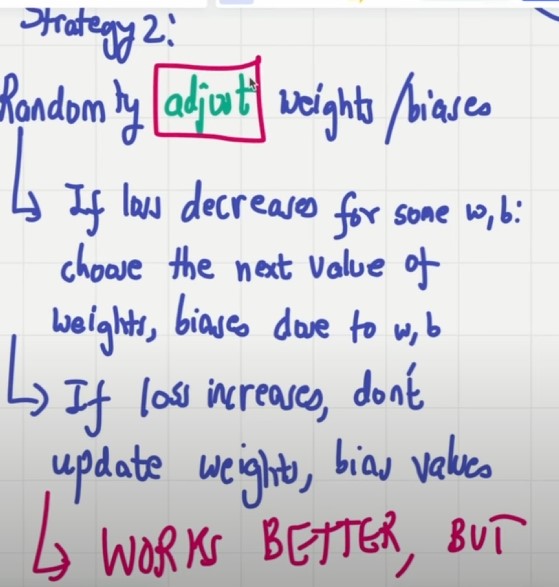 Strategy 2:
Randomly adjust weights/biases
If loss decreases for some w,b:
choose the next value of
weights, biases close to w,b
If loss increases, don't
update weights, bias values
WORKS BETTER, BUT